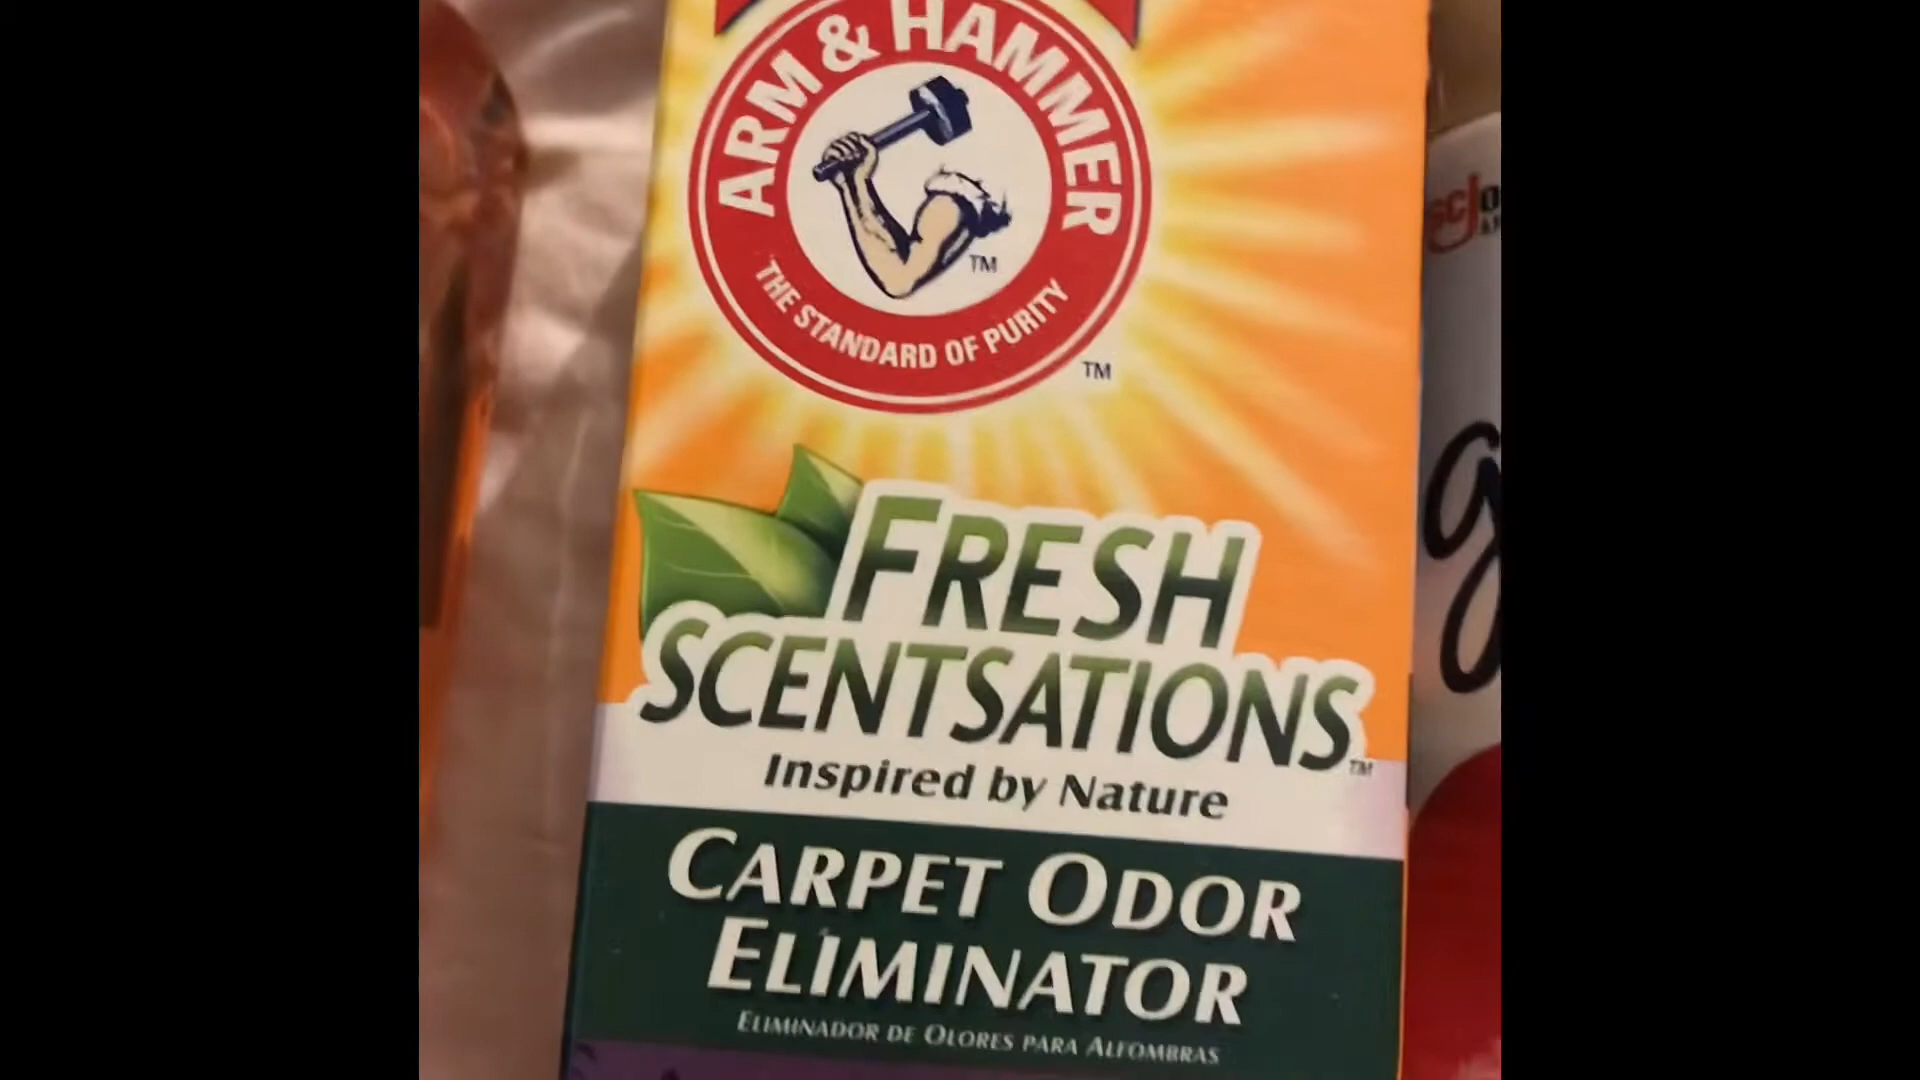 ARM & HAMMER
TM
THE STANDARD OF PURITY
TM
FRESH
SCENTSATIONS
TM
Inspired by Nature
CARPET ODOR
ELIMINATOR
ELIMINADOR DE OLORES PARA ALFOMBRAS